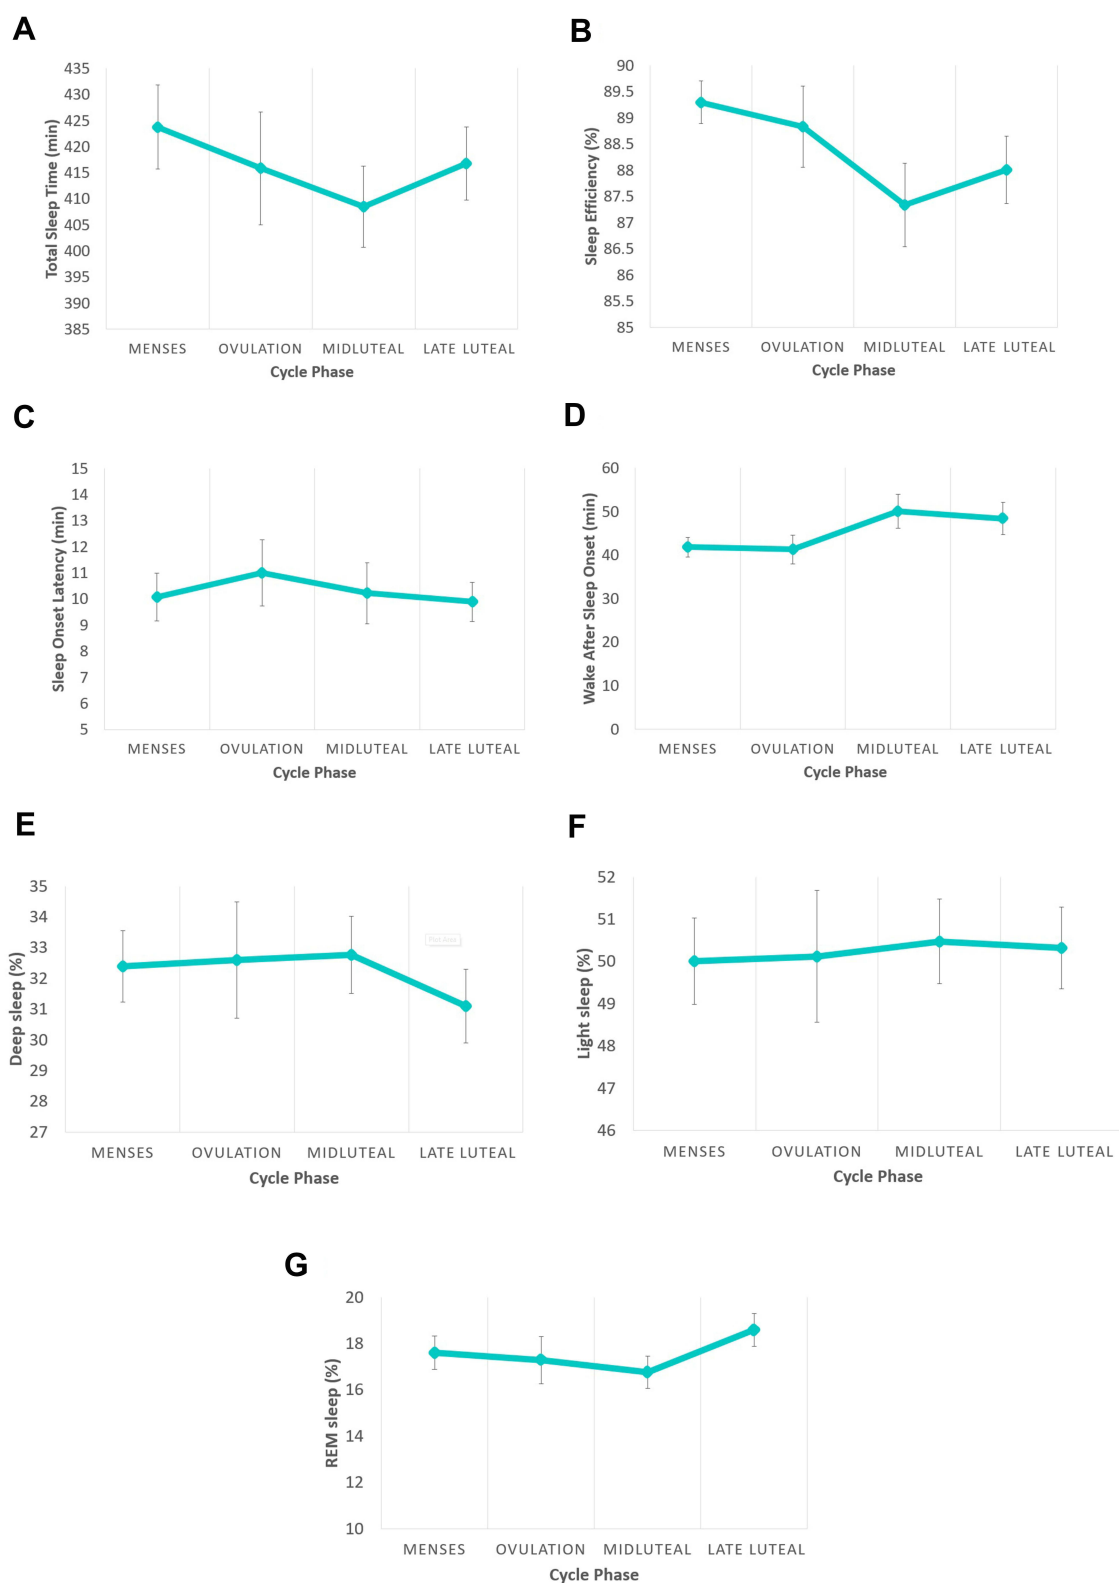 A
Total Sleep Time (min)
435
430
425
420
415
410
405
400
395
390
385
MENSES OVULATION MIDLUTEAL LATE LUTEAL
Cycle Phase
B
Sleep Efficiency (%)
90
89.5
89
88.5
88
87.5
87
86.5
86
85.5
85
MENSES OVULATION MIDLUTEAL LATE LUTEAL
Cycle Phase
C
Sleep Onset Latency (min)
15
14
13
12
11
10
9
8
7
6
5
MENSES OVULATION MIDLUTEAL LATE LUTEAL
Cycle Phase
D
Wake After Sleep Onset (min)
60
50
40
30
20
10
0
MENSES OVULATION MIDLUTEAL LATE LUTEAL
Cycle Phase
E
Deep sleep (%)
35
34
33
32
31
30
29
28
27
Plot Area
MENSES OVULATION MIDLUTEAL LATE LUTEAL
Cycle Phase
F
Light sleep (%)
52
51
50
49
48
47
46
MENSES OVULATION MIDLUTEAL LATE LUTEAL
Cycle Phase
G
REM sleep (%)
20
18
16
14
12
10
MENSES OVULATION MIDLUTEAL LATE LUTEAL
Cycle Phase